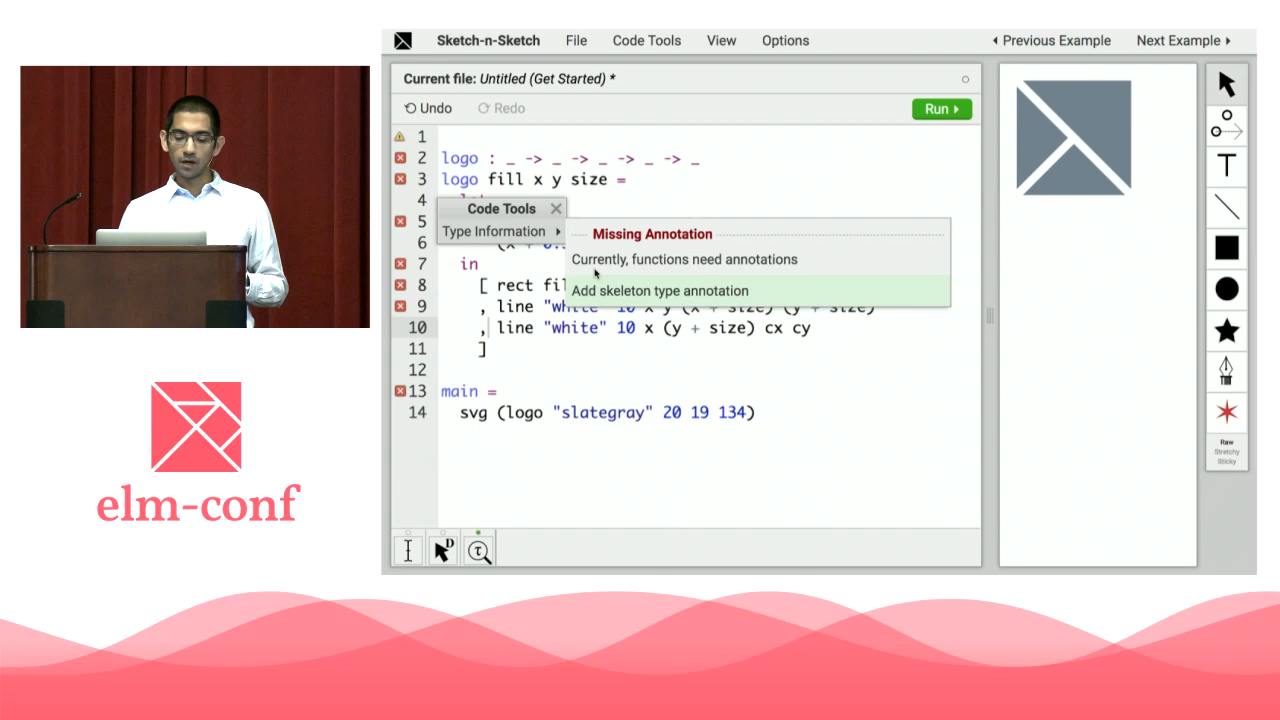 Sketch-n-Sketch File Code Tools View Options Previous Example Next Example
Current file: Untitled (Get Started) *
Undo Redo Run
1
2 logo : _ -> _ -> _ -> _ -> _
3 logo fill x y size =
4
Code Tools
Type Information
Missing Annotation
Currently, functions need annotations
Add skeleton type annotation
5
6
7 in
8 [ rect
9 , line "white" 10 x y (x + size) (y + size)
10 , line "white" 10 x (y + size) cx cy
11 ]
12
13 main =
14 svg (logo "slategray" 20 19 134)
T
Raw
Stretchy
Sticky
D
τ
elm-conf